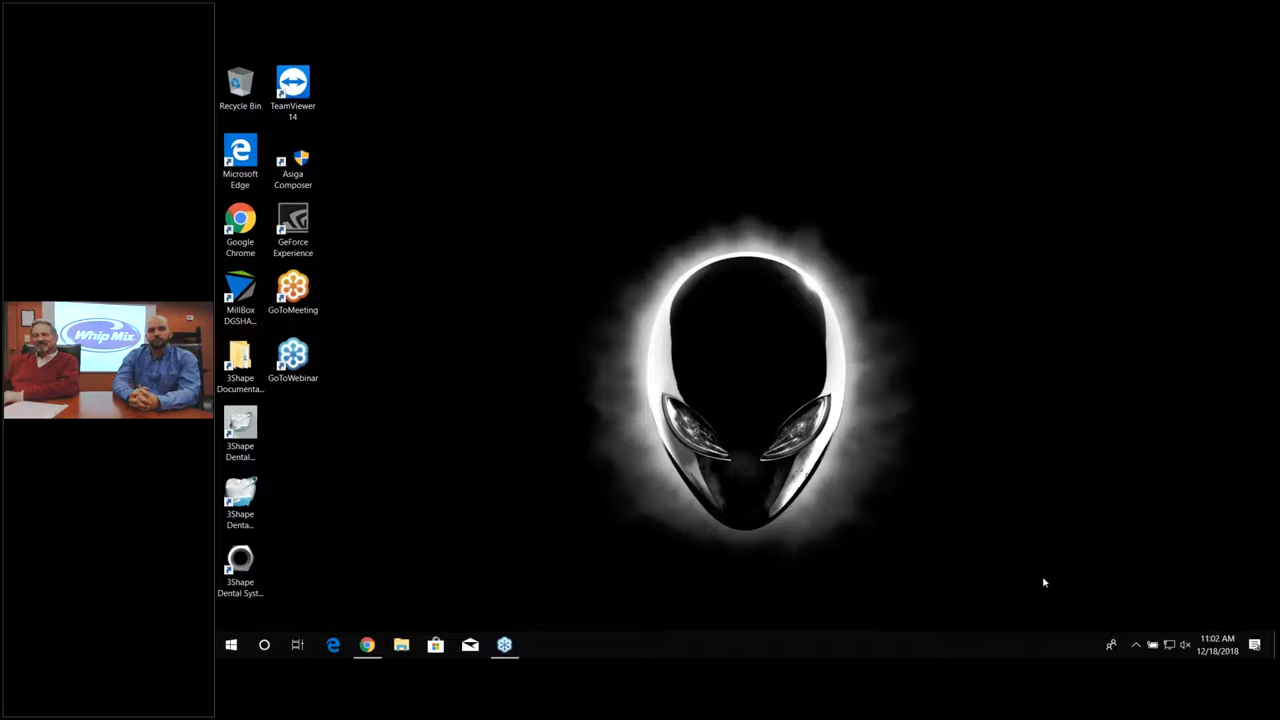 Recycle Bin
TeamViewer
14
Microsoft
Edge
Asiga
Composer
Google
Chrome
GeForce
Experience
MillBox
DGSHA...
GoToMeeting
3Shape
Documenta...
GoToWebinar
3Shape
Dental...
3Shape
Denta...
3Shape
Dental Syst...
Whip Mix
11:02 AM
12/18/2018